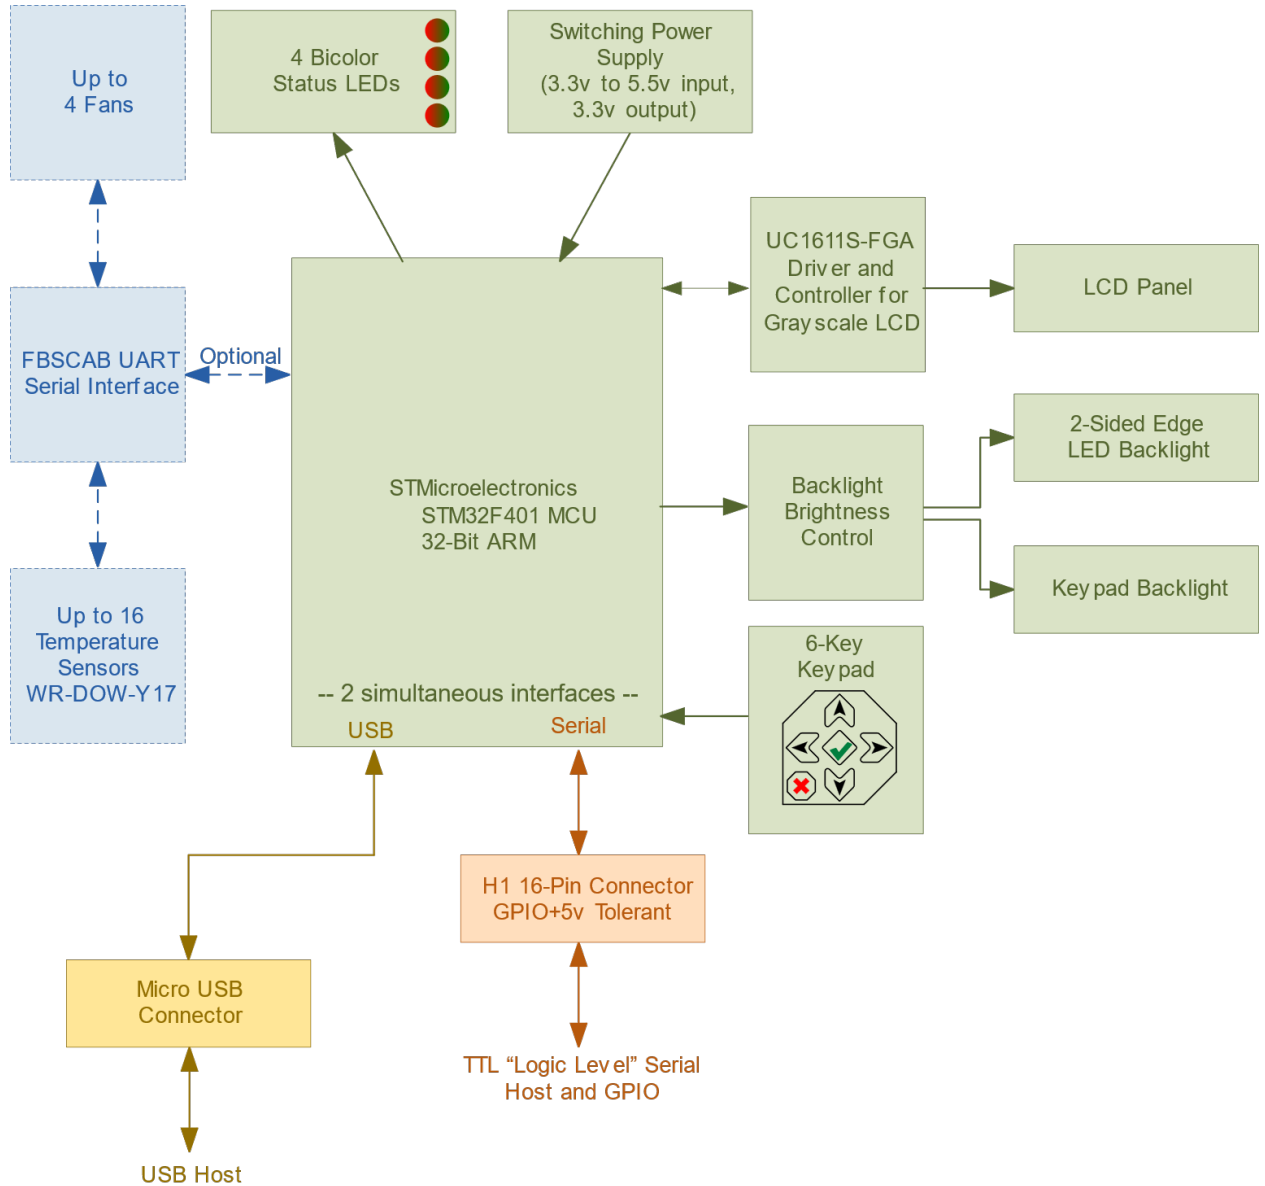 Up to
4 Fans
4 Bicolor
Status LEDs
Switching Power
Supply
(3.3v to 5.5v input,
3.3v output)
UC1611S-FGA
Driver and
Controller for
Grayscale LCD
LCD Panel
FBSCAB UART
Serial Interface
Optional
2-Sided Edge
LED Backlight
STMicroelectronics
STM32F401 MCU
32-Bit ARM
Backlight
Brightness
Control
Keypad Backlight
Up to 16
Temperature
Sensors
WR-DOW-Y17
6-Key
Keypad
-- 2 simultaneous interfaces --
USB
Serial
H1 16-Pin Connector
GPIO+5v Tolerant
Micro USB
Connector
TTL “Logic Level” Serial
Host and GPIO
USB Host